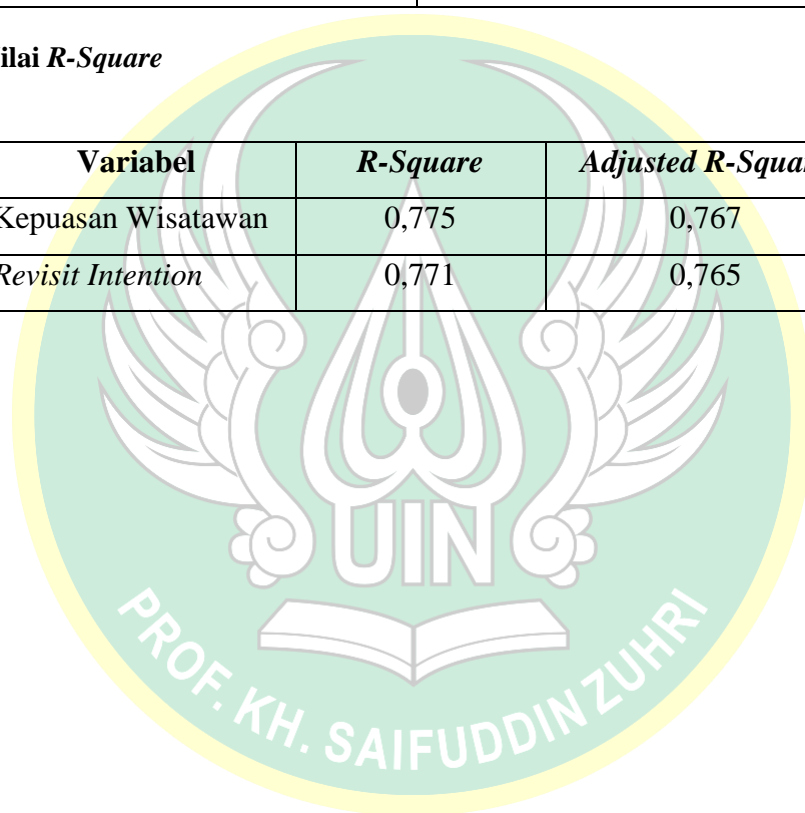 ilai R-Square
Variabel R-Square Adjusted R-Squa
Kepuasan Wisatawan 0,775 0,767
Revisit Intention 0,771 0,765
UIN
PROF. KH. SAIFUDDIN ZUHRI